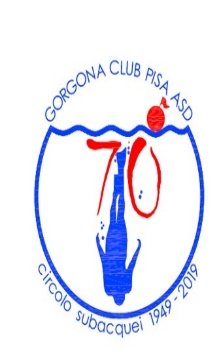 GORGONA CLUB PISA ASD
70
circolo subacquei 1949 - 2019